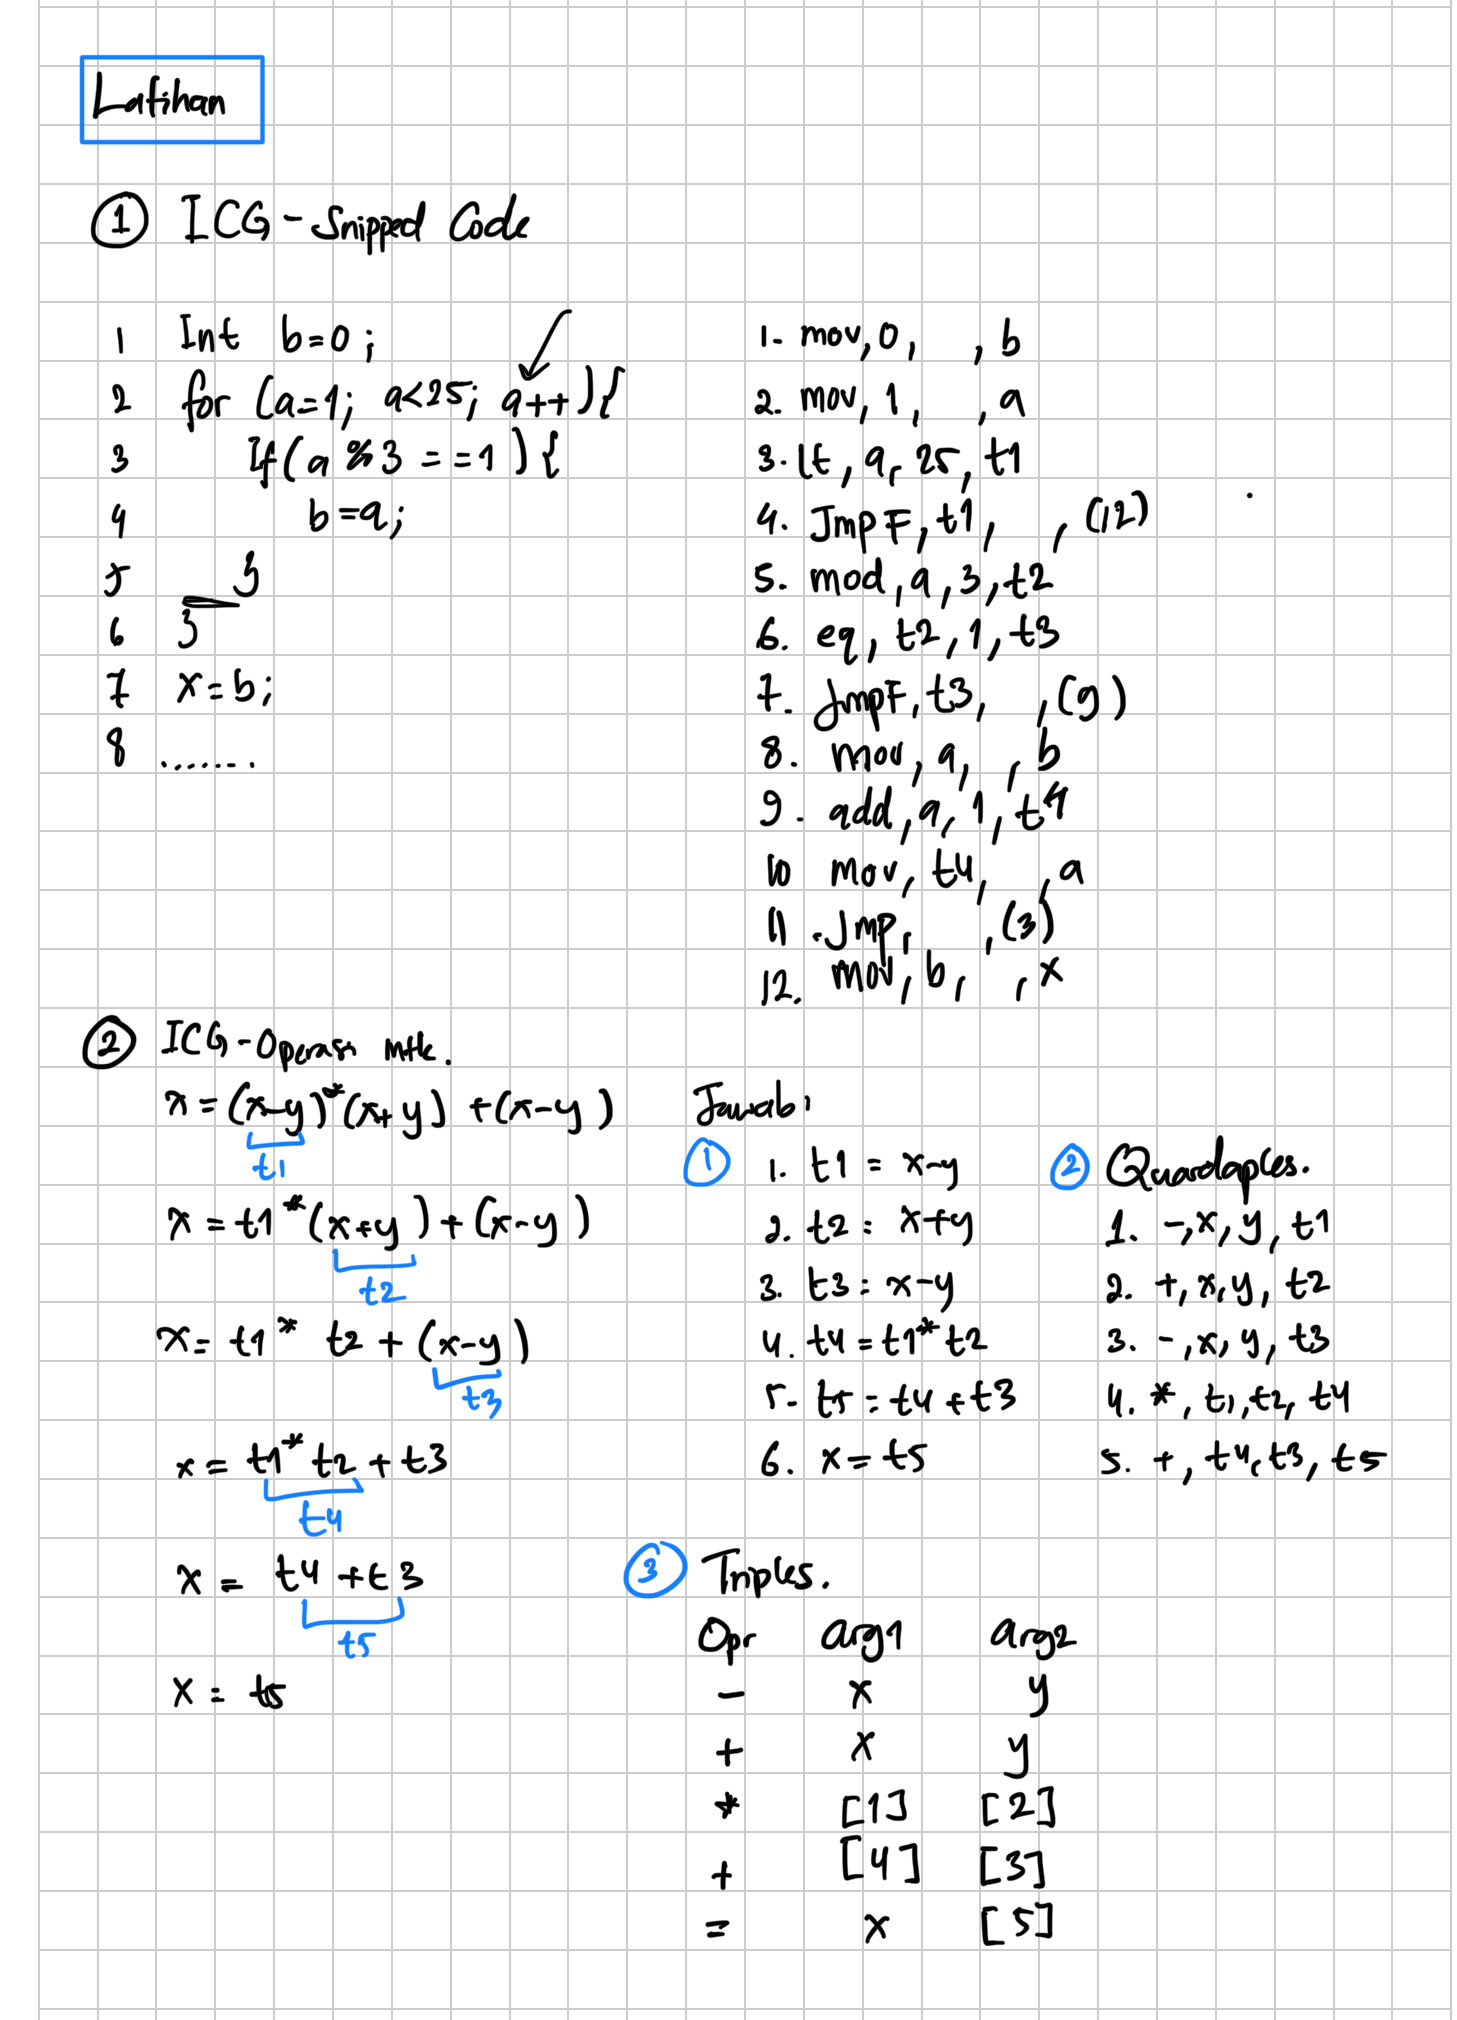 Latihan
① ICG - Snipped Code
1 Int b=0;
2 for (a=1; a<25; a++){
3 If(a%3 ==1){
4 b=a;
5 }
6 }
7 x=b;
8 .......
1. mov,0, ,b
2. mov, 1, ,a
3. lt, a, 25, t1
4. JmpF, t1, , (12)
5. mod, a, 3, t2
6. eq, t2, 1, t3
7. JmpF, t3, , (9)
8. mov, a, , b
9. add, a, 1, t4
10 mov, t4, , a
11. Jmp, , (3)
12. mov, b, , x
② ICG - Operasi mtk.
x = (x-y)*(x+y) + (x-y)
t1
x = t1*(x+y)+(x-y)
t2
x = t1* t2 + (x-y)
t3
x = t1* t2 + t3
t4
x = t4 + t3
t5
x = t5
Jawab:
① 1. t1 = x-y
2. t2 = x+y
3. t3 = x-y
4. t4 = t1* t2
5. t5 = t4 + t3
6. x = t5
② Quardaples.
1. -, x, y, t1
2. +, x, y, t2
3. -, x, y, t3
4. *, t1, t2, t4
5. +, t4, t3, t5
③ Triples.
Opr arg1 arg2
- x y
+ x y
* [1] [2]
+ [4] [3]
= x [5]